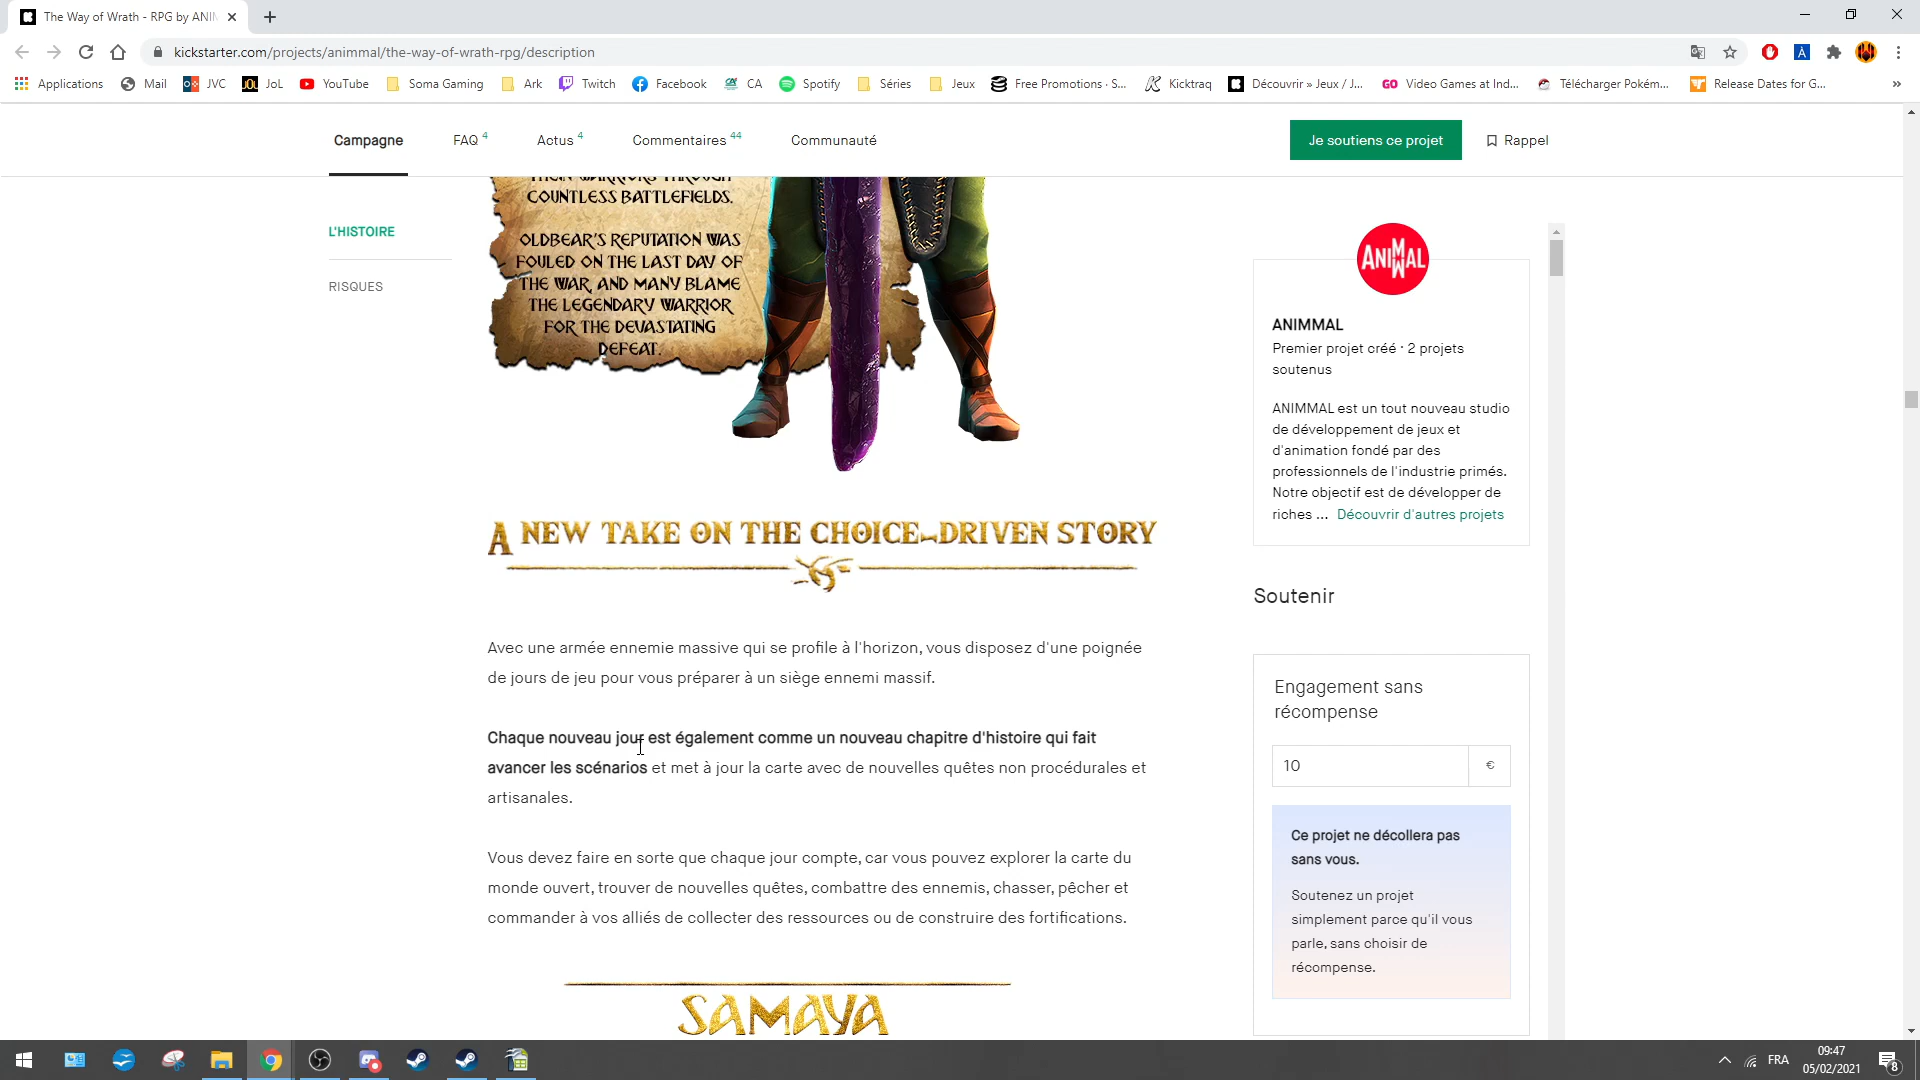 The Way of Wrath - RPG by ANIM
kickstarter.com/projects/animmal/the-way-of-wrath-rpg/description
Applications Mail JVC JoL YouTube Soma Gaming Ark Twitch Facebook CA Spotify Séries Jeux Free Promotions · S... Kicktraq Découvrir » Jeux / J... Video Games at Ind... Télécharger Pokém... Release Dates for G... »
Campagne FAQ 4 Actus 4 Commentaires 44 Communauté Je soutiens ce projet Rappel
L'HISTOIRE
RISQUES
THEIR WARRIORS THROUGH
COUNTLESS BATTLEFIELDS.
OLDBEAR'S REPUTATION WAS
FOULED ON THE LAST DAY OF
THE WAR, AND MANY BLAME
THE LEGENDARY WARRIOR
FOR THE DEVASTATING
DEFEAT.
A NEW TAKE ON THE CHOICE-DRIVEN STORY
Avec une armée ennemie massive qui se profile à l'horizon, vous disposez d'une poignée
de jours de jeu pour vous préparer à un siège ennemi massif.
Chaque nouveau jour est également comme un nouveau chapitre d'histoire qui fait
avancer les scénarios et met à jour la carte avec de nouvelles quêtes non procédurales et
artisanales.
Vous devez faire en sorte que chaque jour compte, car vous pouvez explorer la carte du
monde ouvert, trouver de nouvelles quêtes, combattre des ennemis, chasser, pêcher et
commander à vos alliés de collecter des ressources ou de construire des fortifications.
SAMAYA
ANIMMAL
ANIMMAL
Premier projet créé · 2 projets
soutenus
ANIMMAL est un tout nouveau studio
de développement de jeux et
d'animation fondé par des
professionnels de l'industrie primés.
Notre objectif est de développer de
riches ... Découvrir d'autres projets
Soutenir
Engagement sans
récompense
10 €
Ce projet ne décollera pas
sans vous.
Soutenez un projet
simplement parce qu'il vous
parle, sans choisir de
récompense.
FRA
09:47
05/02/2021
8